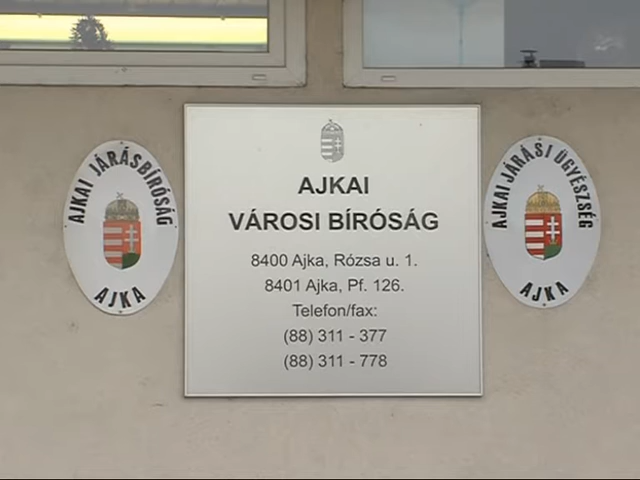 AJKAI JÁRÁSBÍRÓSÁG
AJKA
AJKAI
VÁROSI BÍRÓSÁG
8400 Ajka, Rózsa u. 1.
8401 Ajka, Pf. 126.
Telefon/fax:
(88) 311 - 377
(88) 311 - 778
AJKAI JÁRÁSI ÜGYÉSZSÉG
AJKA